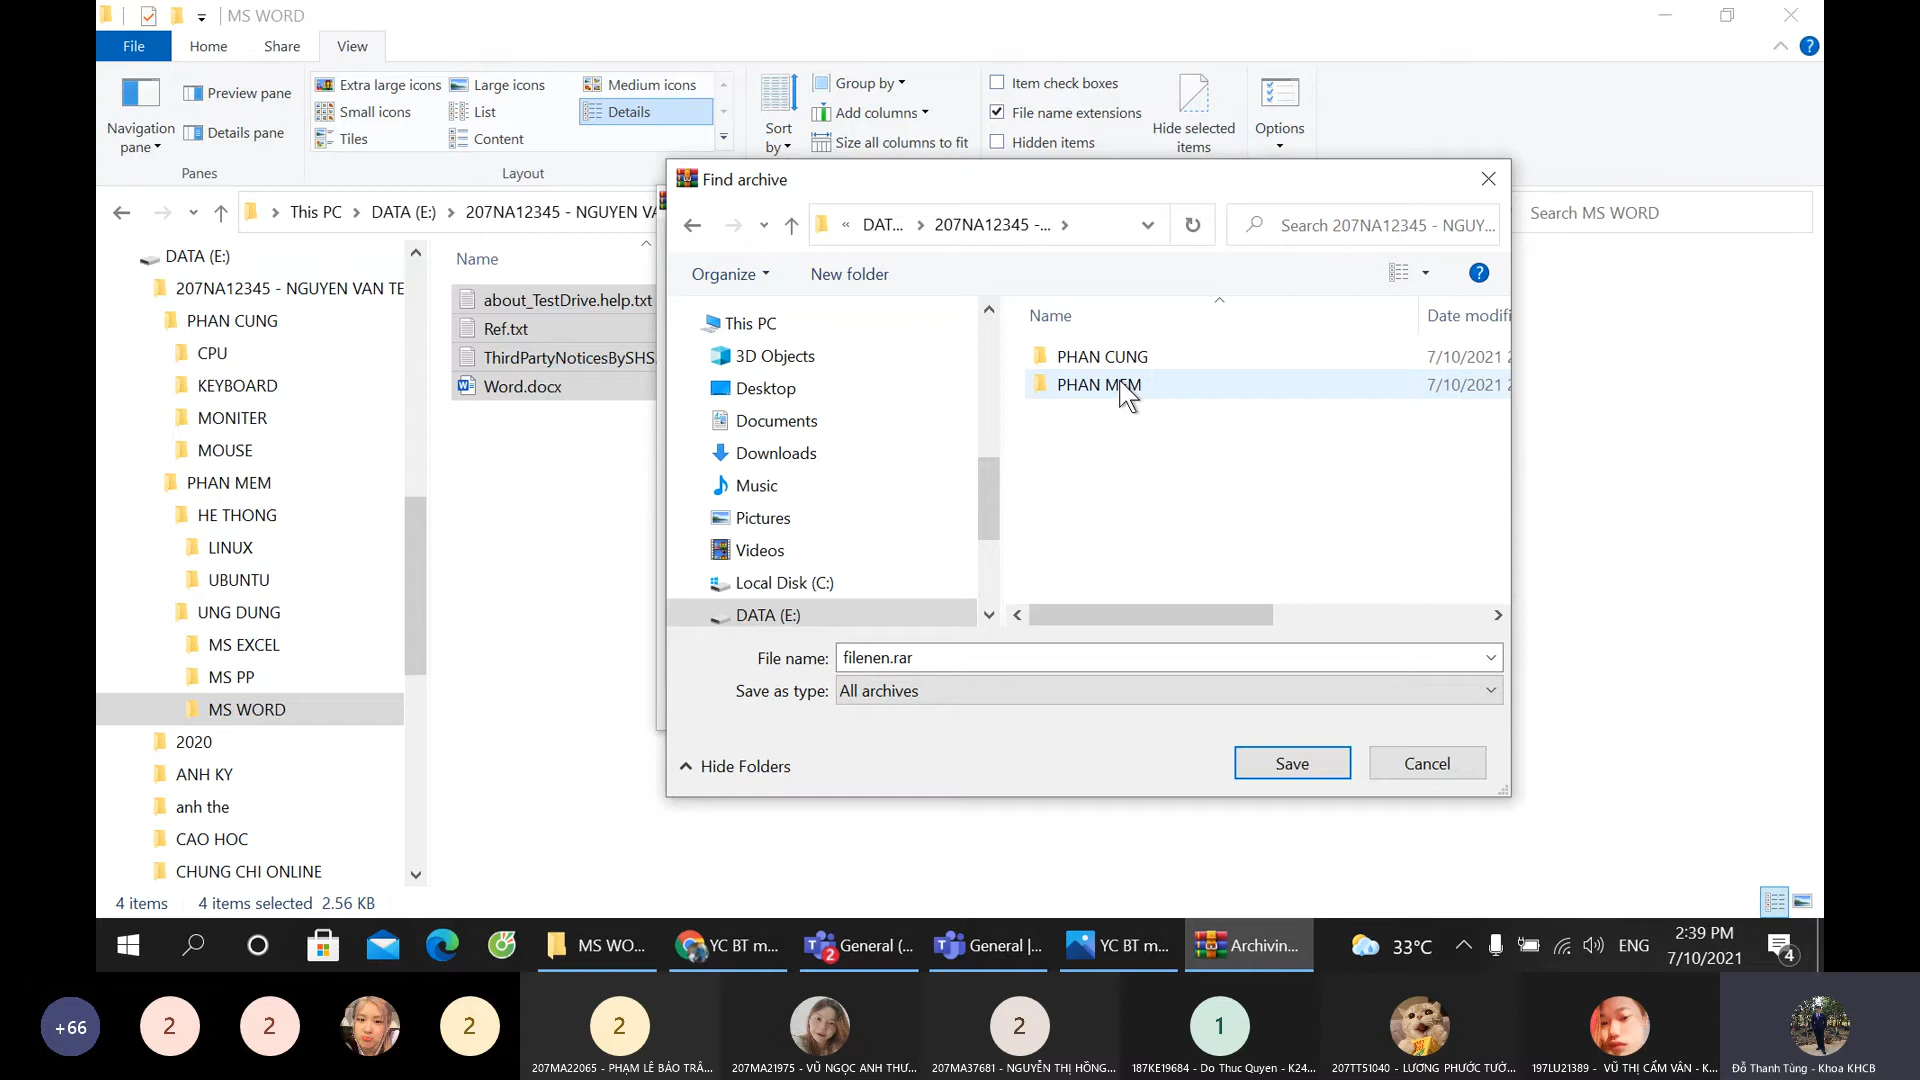 MS WORD
File
Home
Share
View
Navigation pane
Preview pane
Details pane
Extra large icons
Large icons
Medium icons
Small icons
List
Details
Tiles
Content
Sort by
Group by
Add columns
Size all columns to fit
Item check boxes
File name extensions
Hidden items
Hide selected items
Options
Panes
Layout
This PC
DATA (E:)
207NA12345 - NGUYEN VA
Search MS WORD
DATA (E:)
207NA12345 - NGUYEN VAN TE
PHAN CUNG
CPU
KEYBOARD
MONITER
MOUSE
PHAN MEM
HE THONG
LINUX
UBUNTU
UNG DUNG
MS EXCEL
MS PP
MS WORD
2020
ANH KY
anh the
CAO HOC
CHUNG CHI ONLINE
Name
about_TestDrive.help.txt
Ref.txt
ThirdPartyNoticesBySHS
Word.docx
Find archive
« DAT...
207NA12345 -...
Search 207NA12345 - NGUY...
Organize
New folder
This PC
3D Objects
Desktop
Documents
Downloads
Music
Pictures
Videos
Local Disk (C:)
DATA (E:)
Name
Date modifi
PHAN CUNG
7/10/2021 2
PHAN MEM
7/10/2021 2
File name: filenen.rar
Save as type: All archives
Hide Folders
Save
Cancel
4 items
4 items selected 2.56 KB
MS WO...
YC BT m...
2
General (...
General |...
YC BT m...
Archivin...
33°C
ENG
2:39 PM
7/10/2021
4
+66
2
2
2
2
2
1
207MA22065 - PHẠM LÊ BẢO TRÂ...
207MA21975 - VŨ NGỌC ANH THƯ...
207MA37681 - NGUYỄN THỊ HỒNG...
187KE19684 - Do Thuc Quyen - K24...
207TT51040 - LƯƠNG PHƯỚC TƯỜ...
197LU21389 - VŨ THỊ CẨM VÂN - K...
Đỗ Thanh Tùng - Khoa KHCB